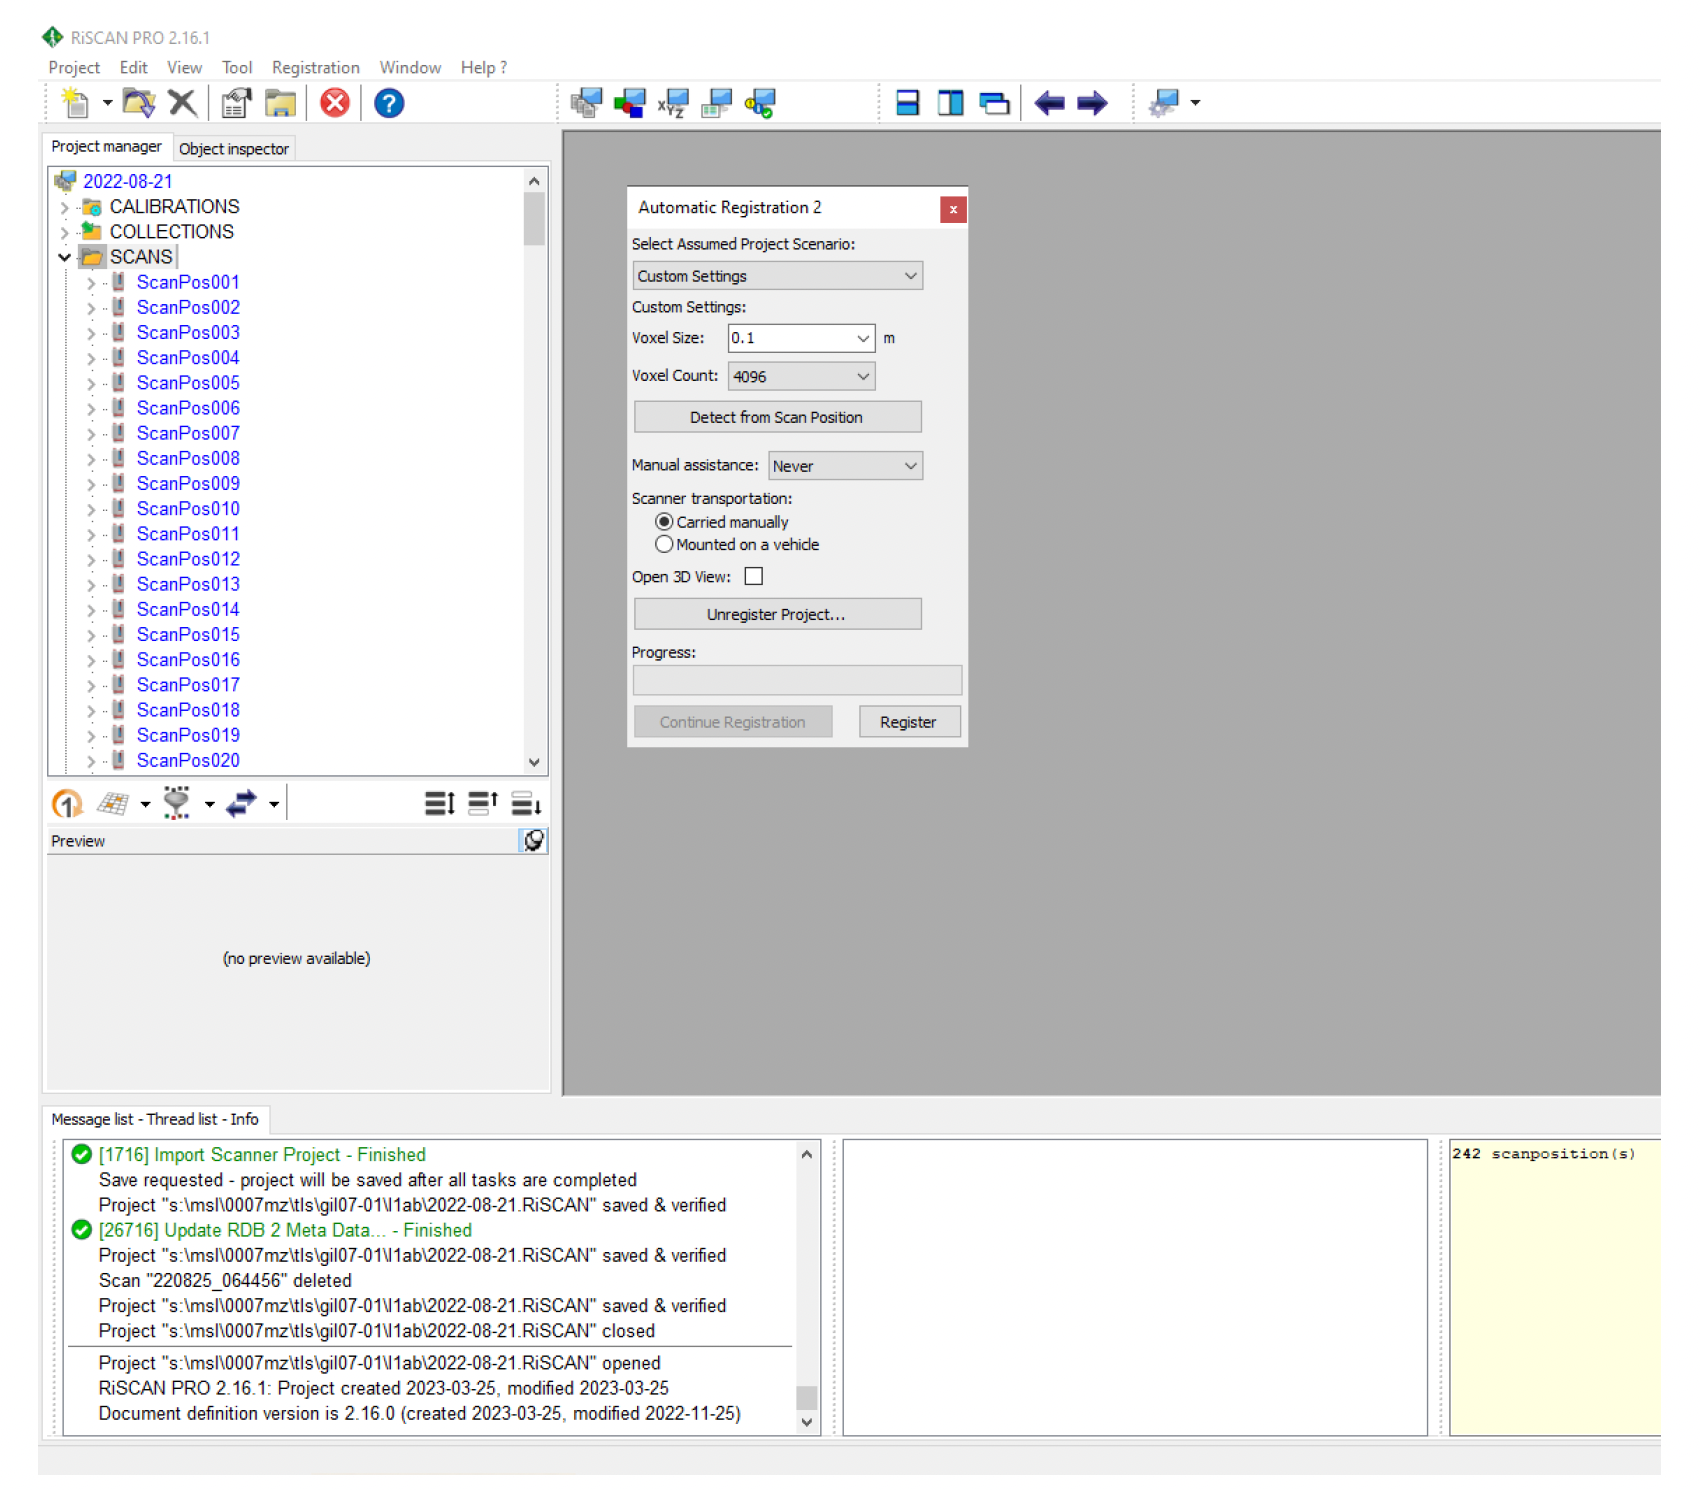 RiSCAN PRO 2.16.1
Project Edit View Tool Registration Window Help ?
xyz
Project manager Object inspector
2022-08-21
CALIBRATIONS
COLLECTIONS
SCANS
ScanPos001
ScanPos002
ScanPos003
ScanPos004
ScanPos005
ScanPos006
ScanPos007
ScanPos008
ScanPos009
ScanPos010
ScanPos011
ScanPos012
ScanPos013
ScanPos014
ScanPos015
ScanPos016
ScanPos017
ScanPos018
ScanPos019
ScanPos020
1
Preview
(no preview available)
Automatic Registration 2
Select Assumed Project Scenario:
Custom Settings
Custom Settings:
Voxel Size: 0.1 m
Voxel Count: 4096
Detect from Scan Position
Manual assistance: Never
Scanner transportation:
Carried manually
Mounted on a vehicle
Open 3D View:
Unregister Project...
Progress:
Continue Registration Register
Message list - Thread list - Info
[1716] Import Scanner Project - Finished
Save requested - project will be saved after all tasks are completed
Project "s:\msl\0007mz\tls\gil07-01\l1ab\2022-08-21.RiSCAN" saved & verified
[26716] Update RDB 2 Meta Data... - Finished
Project "s:\msl\0007mz\tls\gil07-01\l1ab\2022-08-21.RiSCAN" saved & verified
Scan "220825_064456" deleted
Project "s:\msl\0007mz\tls\gil07-01\l1ab\2022-08-21.RiSCAN" saved & verified
Project "s:\msl\0007mz\tls\gil07-01\l1ab\2022-08-21.RiSCAN" closed
Project "s:\msl\0007mz\tls\gil07-01\l1ab\2022-08-21.RiSCAN" opened
RiSCAN PRO 2.16.1: Project created 2023-03-25, modified 2023-03-25
Document definition version is 2.16.0 (created 2023-03-25, modified 2022-11-25)
242 scanposition(s)